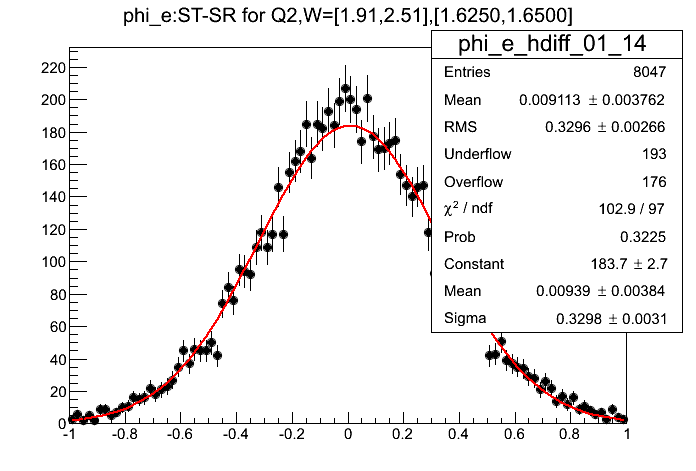 phi_e:ST-SR for Q2,W=[1.91,2.51],[1.6250,1.6500]
phi_e_hdiff_01_14
Entries 8047
Mean 0.009113 ± 0.003762
RMS 0.3296 ± 0.00266
Underflow 193
Overflow 176
χ² / ndf 102.9 / 97
Prob 0.3225
Constant 183.7 ± 2.7
Mean 0.00939 ± 0.00384
Sigma 0.3298 ± 0.0031
220
200
180
160
140
120
100
80
60
40
20
0
-1 -0.8 -0.6 -0.4 -0.2 0 0.2 0.4 0.6 0.8 1